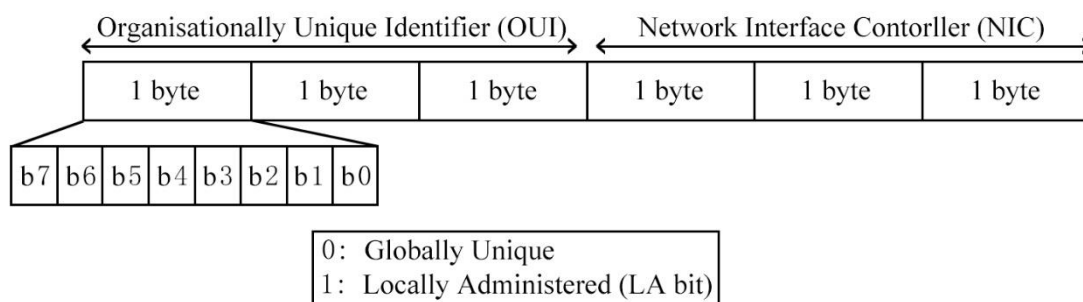 Organisationally Unique Identifier (OUI) Network Interface Contorller (NIC)
1 byte 1 byte 1 byte 1 byte 1 byte 1 byte
b7 b6 b5 b4 b3 b2 b1 b0
0: Globally Unique
1: Locally Administered (LA bit)